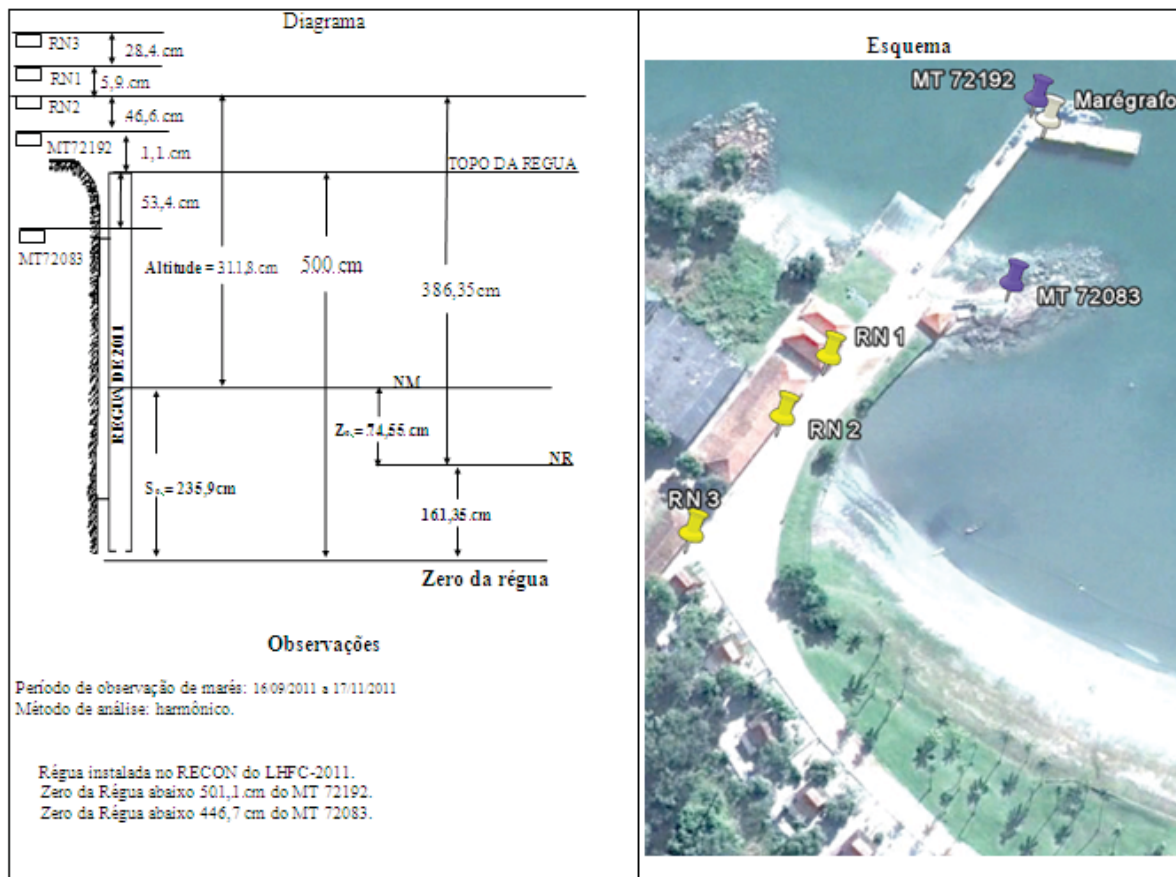 Diagrama
RN3
28,4.cm
RN1
5,9.cm
RN2
46,6.cm
MT72192
1,1.cm
TOPO DA REGUA
53,4.cm
MT72083
Altitude = 311,8.cm
500.cm
386,35cm
REGUA DE 2011
NM
Z₀.= 74,55.cm
NR
S₀.= 235,9cm
161,35.cm
Zero da régua
Observações
Período de observação de marés: 16/09/2011 a 17/11/2011
Método de análise: harmônico.
Régua instalada no RECON do LHFC-2011.
Zero da Régua abaixo 501,1.cm do MT 72192.
Zero da Régua abaixo 446,7 cm do MT 72083.
Esquema
MT 72192
Marégrafo
MT 72083
RN 1
RN 2
RN 3